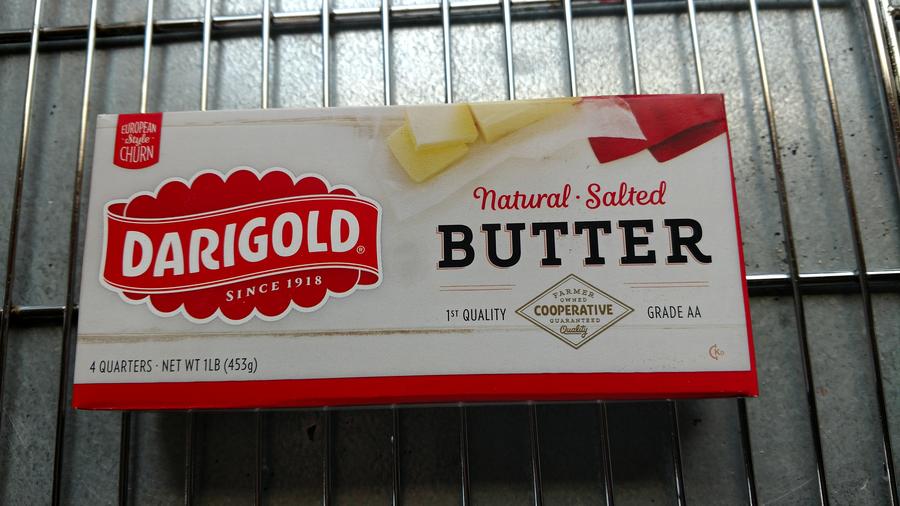 EUROPEAN
Style
CHURN
DARIGOLD®
SINCE 1918
Natural · Salted
BUTTER
1ST QUALITY
FARMER
OWNED
COOPERATIVE
GUARANTEED
Quality
GRADE AA
4 QUARTERS · NET WT 1LB (453g)